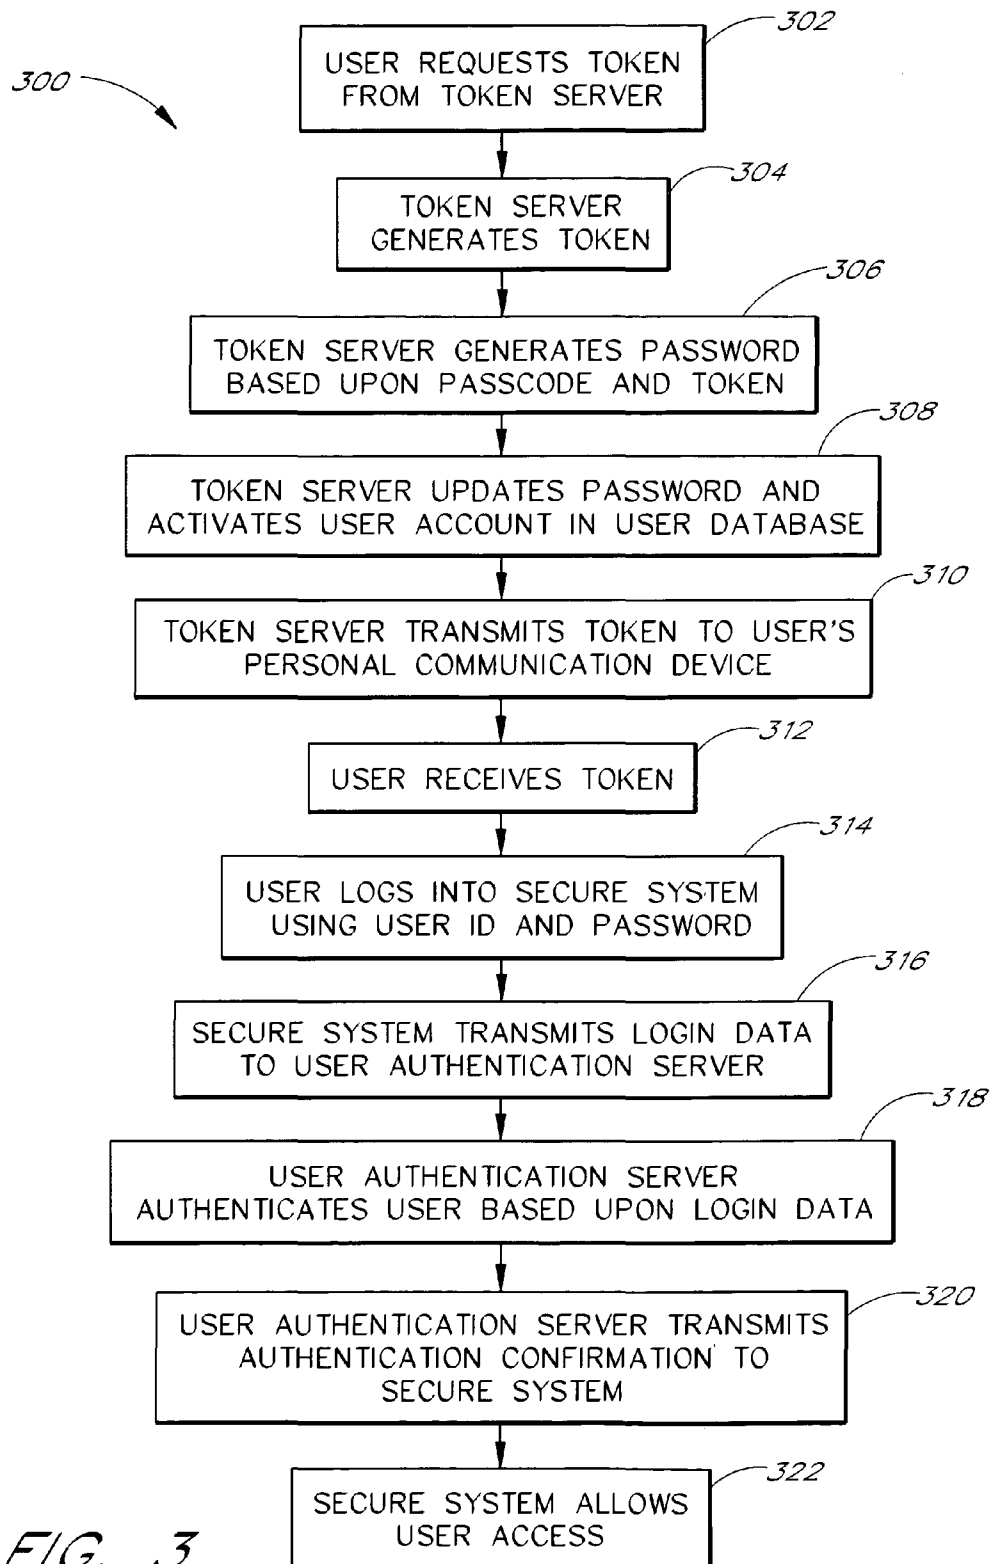 302
USER REQUESTS TOKEN
FROM TOKEN SERVER
300
304
TOKEN SERVER
GENERATES TOKEN
306
TOKEN SERVER GENERATES PASSWORD
BASED UPON PASSCODE AND TOKEN
308
TOKEN SERVER UPDATES PASSWORD AND
ACTIVATES USER ACCOUNT IN USER DATABASE
310
TOKEN SERVER TRANSMITS TOKEN TO USER'S
PERSONAL COMMUNICATION DEVICE
312
USER RECEIVES TOKEN
314
USER LOGS INTO SECURE SYSTEM
USING USER ID AND PASSWORD
316
SECURE SYSTEM TRANSMITS LOGIN DATA
TO USER AUTHENTICATION SERVER
318
USER AUTHENTICATION SERVER
AUTHENTICATES USER BASED UPON LOGIN DATA
320
USER AUTHENTICATION SERVER TRANSMITS
AUTHENTICATION CONFIRMATION TO
SECURE SYSTEM
322
SECURE SYSTEM ALLOWS
USER ACCESS
FIG. 3